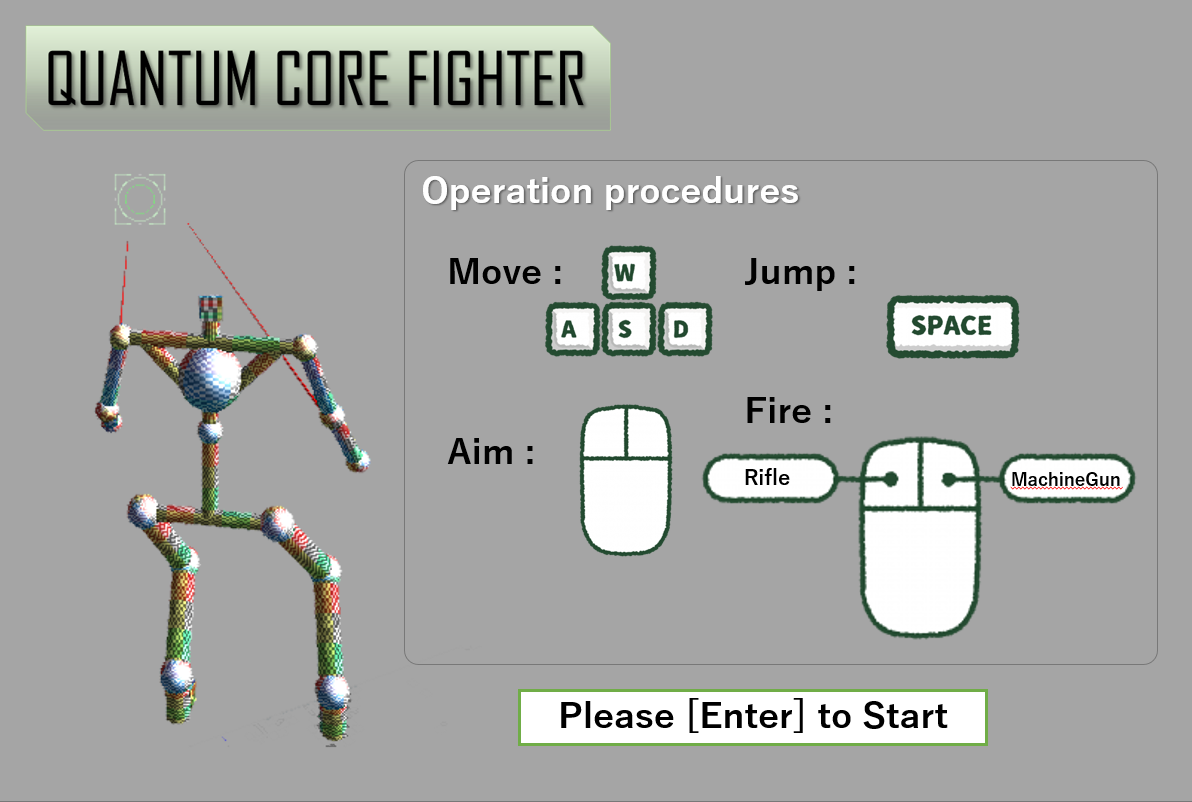 QUANTUM CORE FIGHTER
Operation procedures
Move :
W
A S D
Jump :
SPACE
Aim :
Fire :
Rifle
MachineGun
Please [Enter] to Start